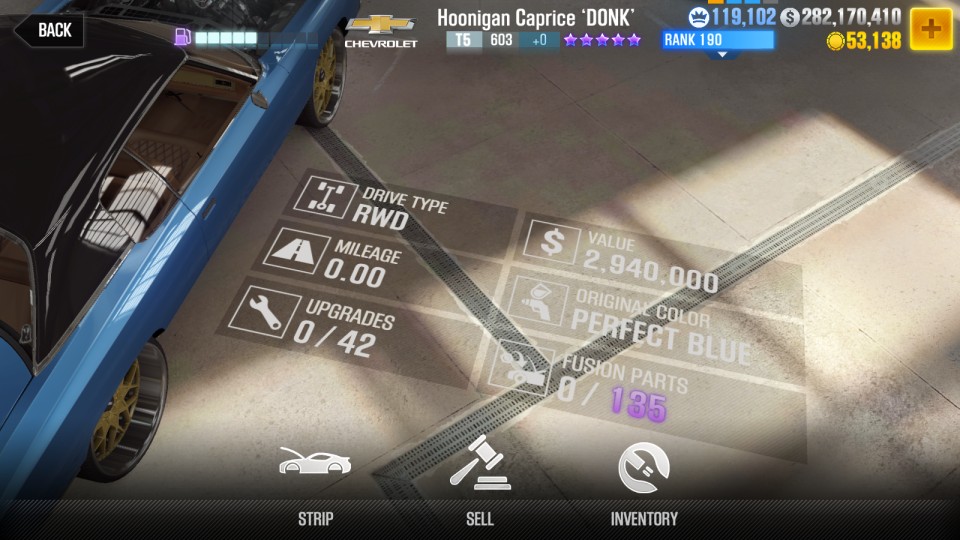 BACK
CHEVROLET
Hoonigan Caprice ‘DONK’
T5 603 +0
119,102 $ 282,170,410
RANK 190
53,138
DRIVE TYPE
RWD
MILEAGE
0.00
UPGRADES
0 / 42
$ VALUE
2,940,000
ORIGINAL COLOR
PERFECT BLUE
FUSION PARTS
0 / 135
STRIP
SELL
INVENTORY